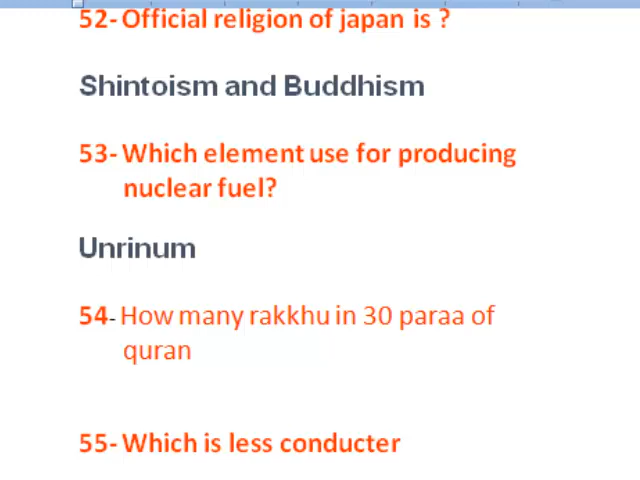 52- Official religion of japan is ?
Shintoism and Buddhism
53- Which element use for producing
nuclear fuel?
Unrinum
54- How many rakkhu in 30 paraa of
quran
55- Which is less conducter